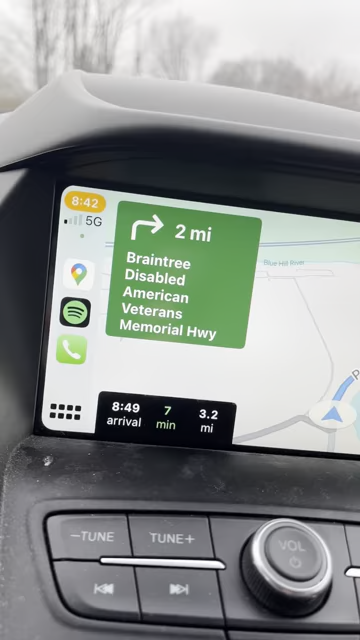 8:42
5G
2 mi
Braintree
Disabled
American
Veterans
Memorial Hwy
Blue Hill River
8:49
arrival
7
min
3.2
mi
−TUNE
TUNE+
VOL